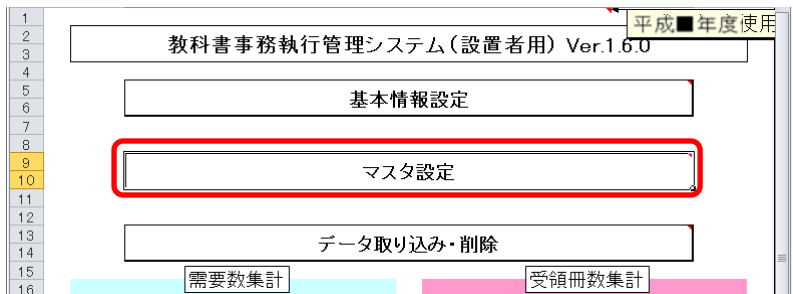 1
平成■年度使用
2
教科書事務執行管理システム(設置者用) Ver.1.6.0
3
4
5
基本情報設定
6
7
8
9
マスタ設定
10
11
12
13
データ取り込み・削除
14
15
需要数集計 受領冊数集計
16